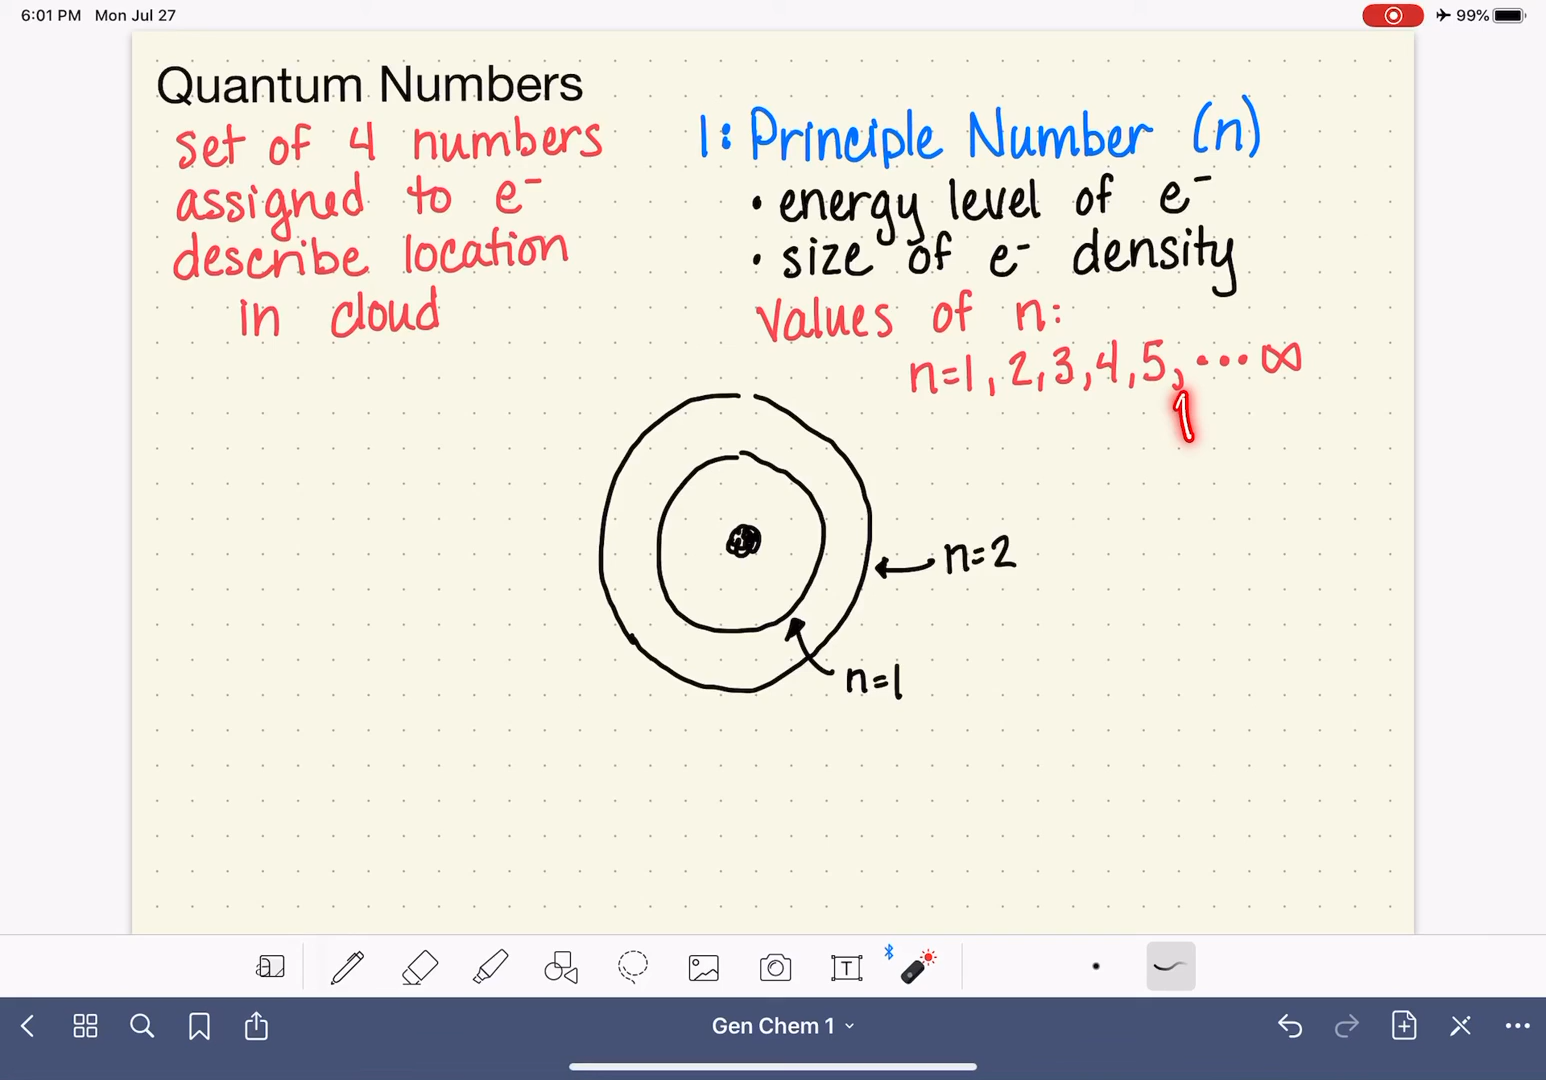 6:01 PM Mon Jul 27
99%
Quantum Numbers
set of 4 numbers
assigned to e⁻
describe location
in cloud
1: Principle Number (n)
• energy level of e⁻
• size of e⁻ density
Values of n:
n=1, 2, 3, 4, 5, ... ∞
n=2
n=1
T
Gen Chem 1